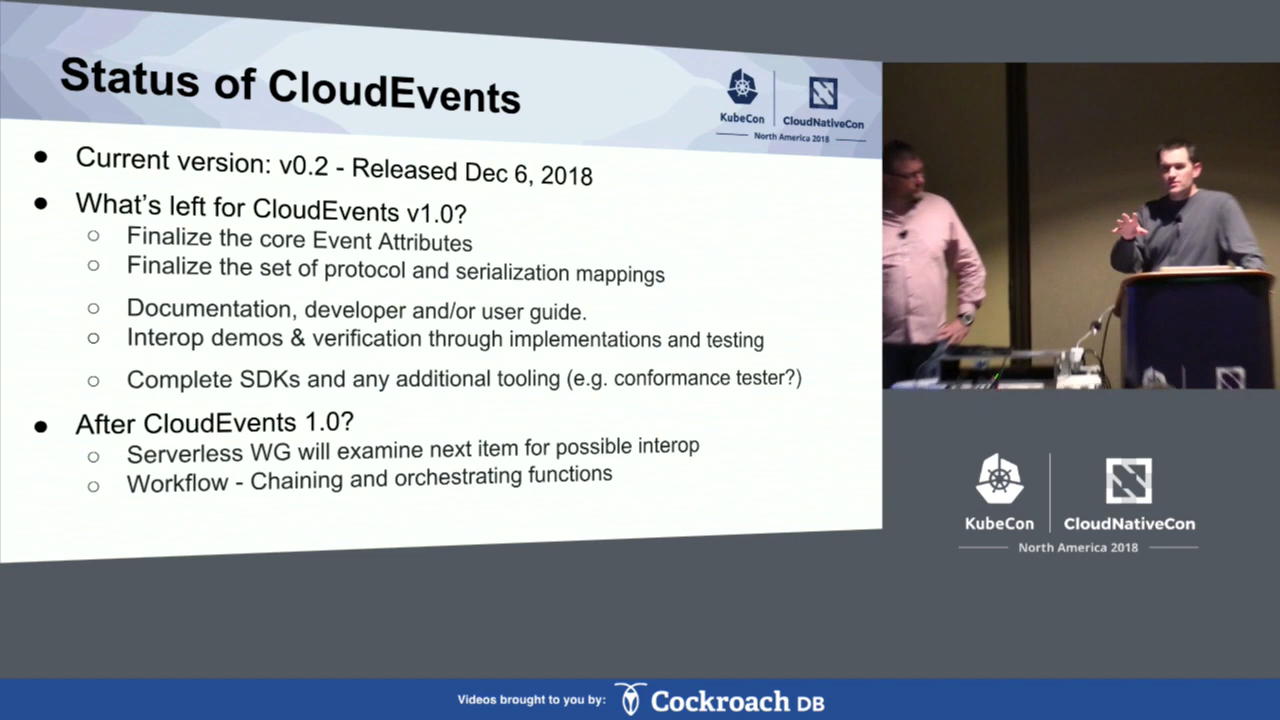 Status of CloudEvents
KubeCon
CloudNativeCon
North America 2018
● Current version: v0.2 - Released Dec 6, 2018
● What's left for CloudEvents v1.0?
○ Finalize the core Event Attributes
○ Finalize the set of protocol and serialization mappings
○ Documentation, developer and/or user guide.
○ Interop demos & verification through implementations and testing
○ Complete SDKs and any additional tooling (e.g. conformance tester?)
● After CloudEvents 1.0?
○ Serverless WG will examine next item for possible interop
○ Workflow - Chaining and orchestrating functions
KubeCon
CloudNativeCon
North America 2018
Videos brought to you by: Cockroach DB